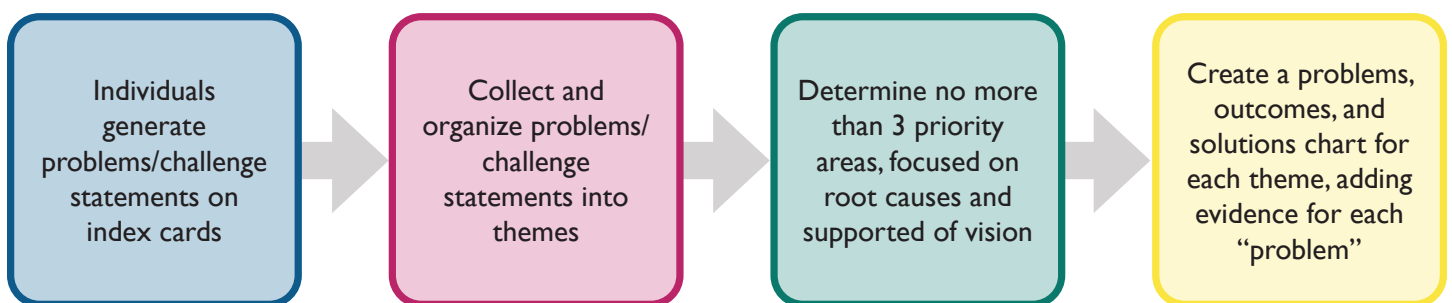 Individuals
generate
problems/challenge
statements on
index cards
Collect and
organize problems/
challenge
statements into
themes
Determine no more
than 3 priority
areas, focused on
root causes and
supported of vision
Create a problems,
outcomes, and
solutions chart for
each theme, adding
evidence for each
“problem”